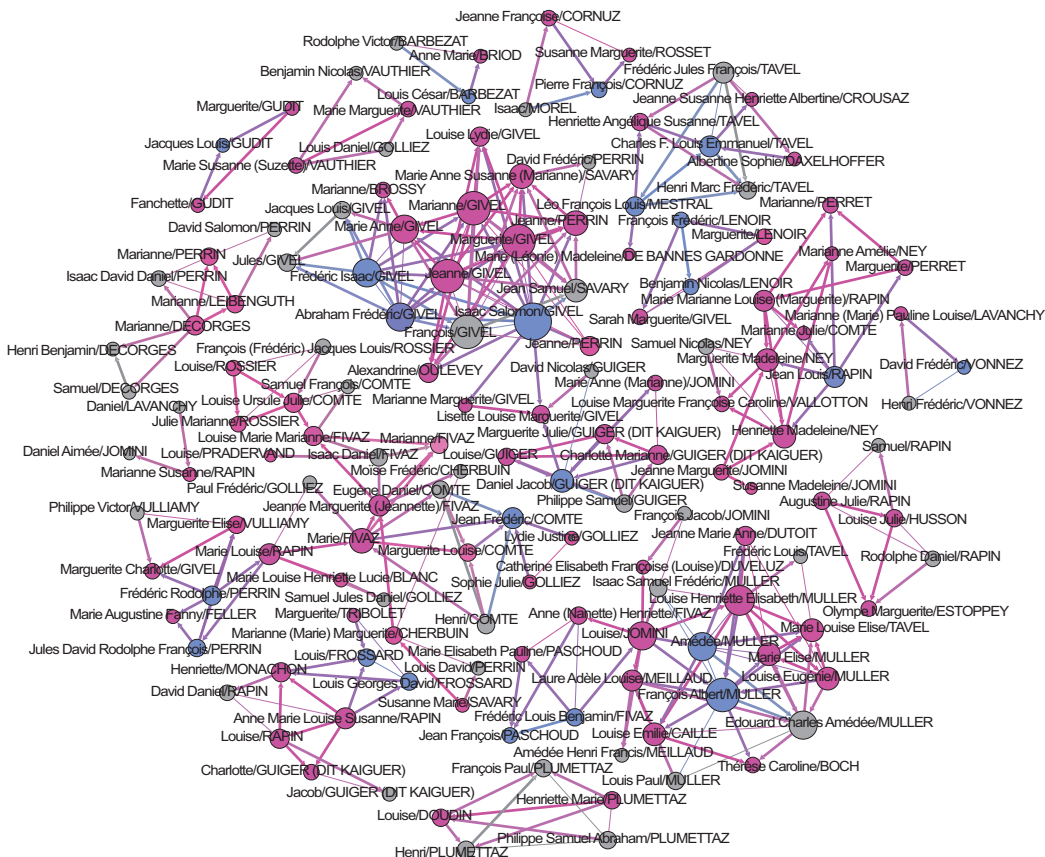 Jeanne Françoise/CORNUZ
Rodolphe Victor/BARBEZAT
Anne Marie/BRIOD
Susanne Marguerite/ROSSET
Benjamin Nicolas/VAUTHIER
Frédéric Jules François/TAVEL
Pierre François/CORNUZ
Louis César/BARBEZAT
Jeanne Susanne Henriette Albertine/CROUSAZ
Marguerite/GUDIT
Marie Marguerite/VAUTHIER
Isaac/MOREL
Henriette Angélique Susanne/TAVEL
Louise Lydie/GIVEL
Jacques Louis/GUDIT
Louis Daniel/GOLLIEZ
Charles F. Louis Emmanuel/TAVEL
David Frédéric/PERRIN
Albertine Sophie/DAXELHOFFER
Marie Susanne (Suzette)/VAUTHIER
Marie Anne Susanne (Marianne)/SAVARY
Marianne/BROSSY
Henri Marc Frédéric/TAVEL
Fanchette/GUDIT
Marianne/GIVEL
Léo François Louis/MESTRAL
Marianne/PERRET
Jacques Louis/GIVEL
Jeanne/PERRIN
François Frédéric/LENOIR
David Salomon/PERRIN
Marie Anne/GIVEL
Marguerite/LENOIR
Marguerite/GIVEL
Marie (Léonie) Madeleine/DE BANNES GARDONNE
Marianne/PERRIN
Jules/GIVEL
Marianne Amélie/NEY
Marguerite/PERRET
Isaac David Daniel/PERRIN
Frédéric Isaac/GIVEL
Jeanne/GIVEL
Jean Samuel/SAVARY
Benjamin Nicolas/LENOIR
Marianne/LEIBENGUTH
Marie Marianne Louise (Marguerite)/RAPIN
Abraham Frédéric/GIVEL
Isaac Salomon/GIVEL
Sarah Marguerite/GIVEL
Marianne (Marie) Pauline Louise/LAVANCHY
Marianne/DECORGES
François/GIVEL
Marianne Julie/COMTE
Samuel Nicolas/NEY
Henri Benjamin/DECORGES
François (Frédéric) Jacques Louis/ROSSIER
Jeanne/PERRIN
Marguerite Madeleine/NEY
David Frédéric/VONNEZ
Louise/ROSSIER
Alexandrine/OULEVEY
David Nicolas/GUIGER
Jean Louis/RAPIN
Samuel/DECORGES
Samuel François/COMTE
Marie Anne (Marianne)/JOMINI
Daniel/LAVANCHY
Louise Ursule Julie/COMTE
Marianne Marguerite/GIVEL
Louise Marguerite Françoise Caroline/VALLOTTON
Henri Frédéric/VONNEZ
Julie Marianne/ROSSIER
Lisette Louise Marguerite/GIVEL
Henriette Madeleine/NEY
Louise Marie Marianne/FIVAZ
Marianne/FIVAZ
Marguerite Julie/GUIGER (DIT KAIGUER)
Samuel/RAPIN
Daniel Aimée/JOMINI
Louise/PRADERVAND
Isaac Daniel/FIVAZ
Louise/GUIGER
Charlotte Marianne/GUIGER (DIT KAIGUER)
Marianne Susanne/RAPIN
Moïse Frédéric/CHERBUIN
Jeanne Marguerite/JOMINI
Paul Frédéric/GOLLIEZ
Eugene Daniel/COMTE
Daniel Jacob/GUIGER (DIT KAIGUER)
Susanne Madeleine/JOMINI
Philippe Victor/VULLIAMY
Jeanne Marguerite (Jeannette)/FIVAZ
Philippe Samuel/GUIGER
Augustine Julie/RAPIN
Marguerite Elise/VULLIAMY
Jean Frédéric/COMTE
François Jacob/JOMINI
Louise Julie/HUSSON
Marie/FIVAZ
Lydie Justine/GOLLIEZ
Jeanne Marie Anne/DUTOIT
Marie Louise/RAPIN
Marguerite Louise/COMTE
Frédéric Louis/TAVEL
Rodolphe Daniel/RAPIN
Marguerite Charlotte/GIVEL
Catherine Elisabeth Françoise (Louise)/DUVELUZ
Marie Louise Henriette Lucie/BLANC
Sophie Julie/GOLLIEZ
Isaac Samuel Frédéric/MULLER
Frédéric Rodolphe/PERRIN
Samuel Jules Daniel/GOLLIEZ
Louise Henriette Elisabeth/MULLER
Marie Augustine Fanny/FELLER
Marguerite/TRIBOLET
Henri/COMTE
Anne (Nanette) Henriette/FIVAZ
Olympe Marguerite/ESTOPPEY
Marianne (Marie) Marguerite/CHERBUIN
Louise/JOMINI
Marie Louise Elise/TAVEL
Jules David Rodolphe François/PERRIN
Louis/FROSSARD
Marie Elisabeth Pauline/PASCHOUD
Amédée/MULLER
Marie Elise/MULLER
Henriette/MONACHON
Louis David/PERRIN
Laure Adèle Louise/MEILLAUD
Louise Eugénie/MULLER
David Daniel/RAPIN
Louis Georges David/FROSSARD
François Albert/MULLER
Susanne Marie/SAVARY
Anne Marie Louise Susanne/RAPIN
Frédéric Louis Benjamin/FIVAZ
Edouard Charles Amédée/MULLER
Louise/RAPIN
Jean François/PASCHOUD
Louise Emilie/CAILLE
Amédée Henri Francis/MEILLAUD
Charlotte/GUIGER (DIT KAIGUER)
François Paul/PLUMETTAZ
Thérèse Caroline/BOCH
Louis Paul/MULLER
Jacob/GUIGER (DIT KAIGUER)
Henriette Marie/PLUMETTAZ
Louise/DOUDIN
Philippe Samuel Abraham/PLUMETTAZ
Henri/PLUMETTAZ